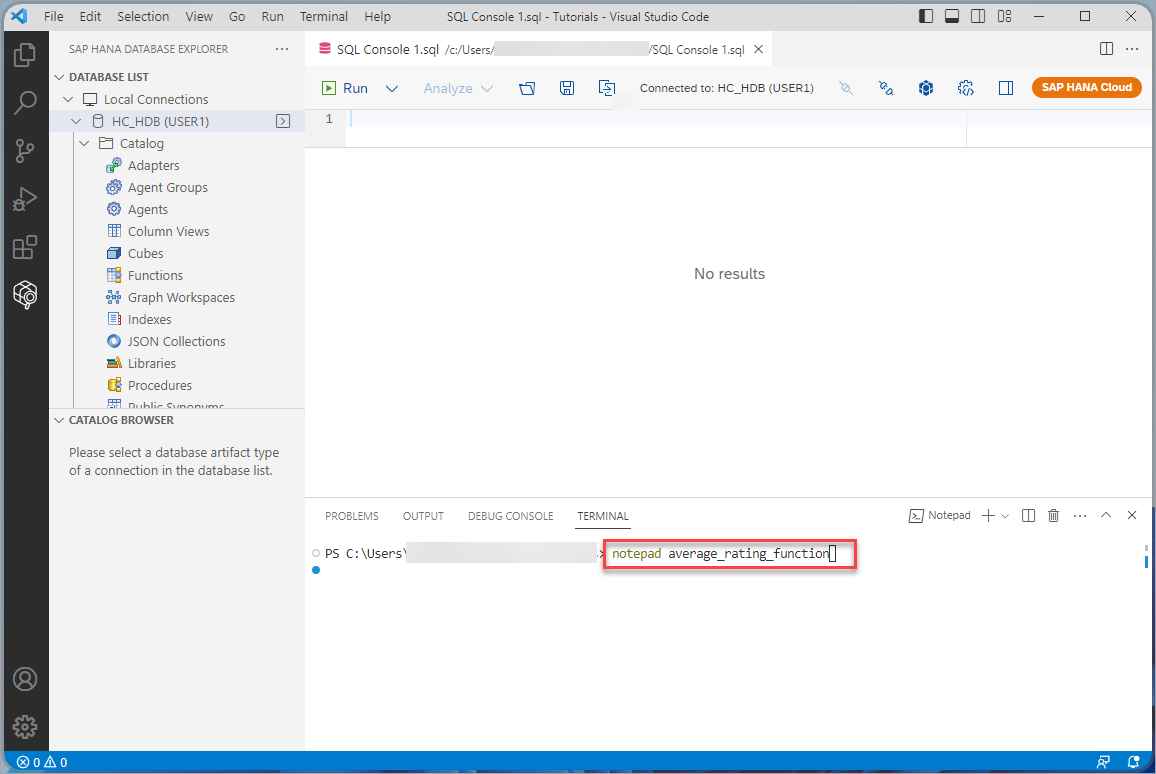 File Edit Selection View Go Run Terminal Help SQL Console 1.sql - Tutorials - Visual Studio Code
SAP HANA DATABASE EXPLORER ···
SQL Console 1.sql /c:/Users/ /SQL Console 1.sql
DATABASE LIST
Local Connections
HC_HDB (USER1)
Catalog
Adapters
Agent Groups
Agents
Column Views
Cubes
Functions
Graph Workspaces
Indexes
JSON Collections
Libraries
Procedures
Public Synonyms
CATALOG BROWSER
Please select a database artifact type
of a connection in the database list.
Run Analyze Connected to: HC_HDB (USER1) SAP HANA Cloud
1
No results
PROBLEMS OUTPUT DEBUG CONSOLE TERMINAL Notepad
PS C:\Users\ > notepad average_rating_function
0 0